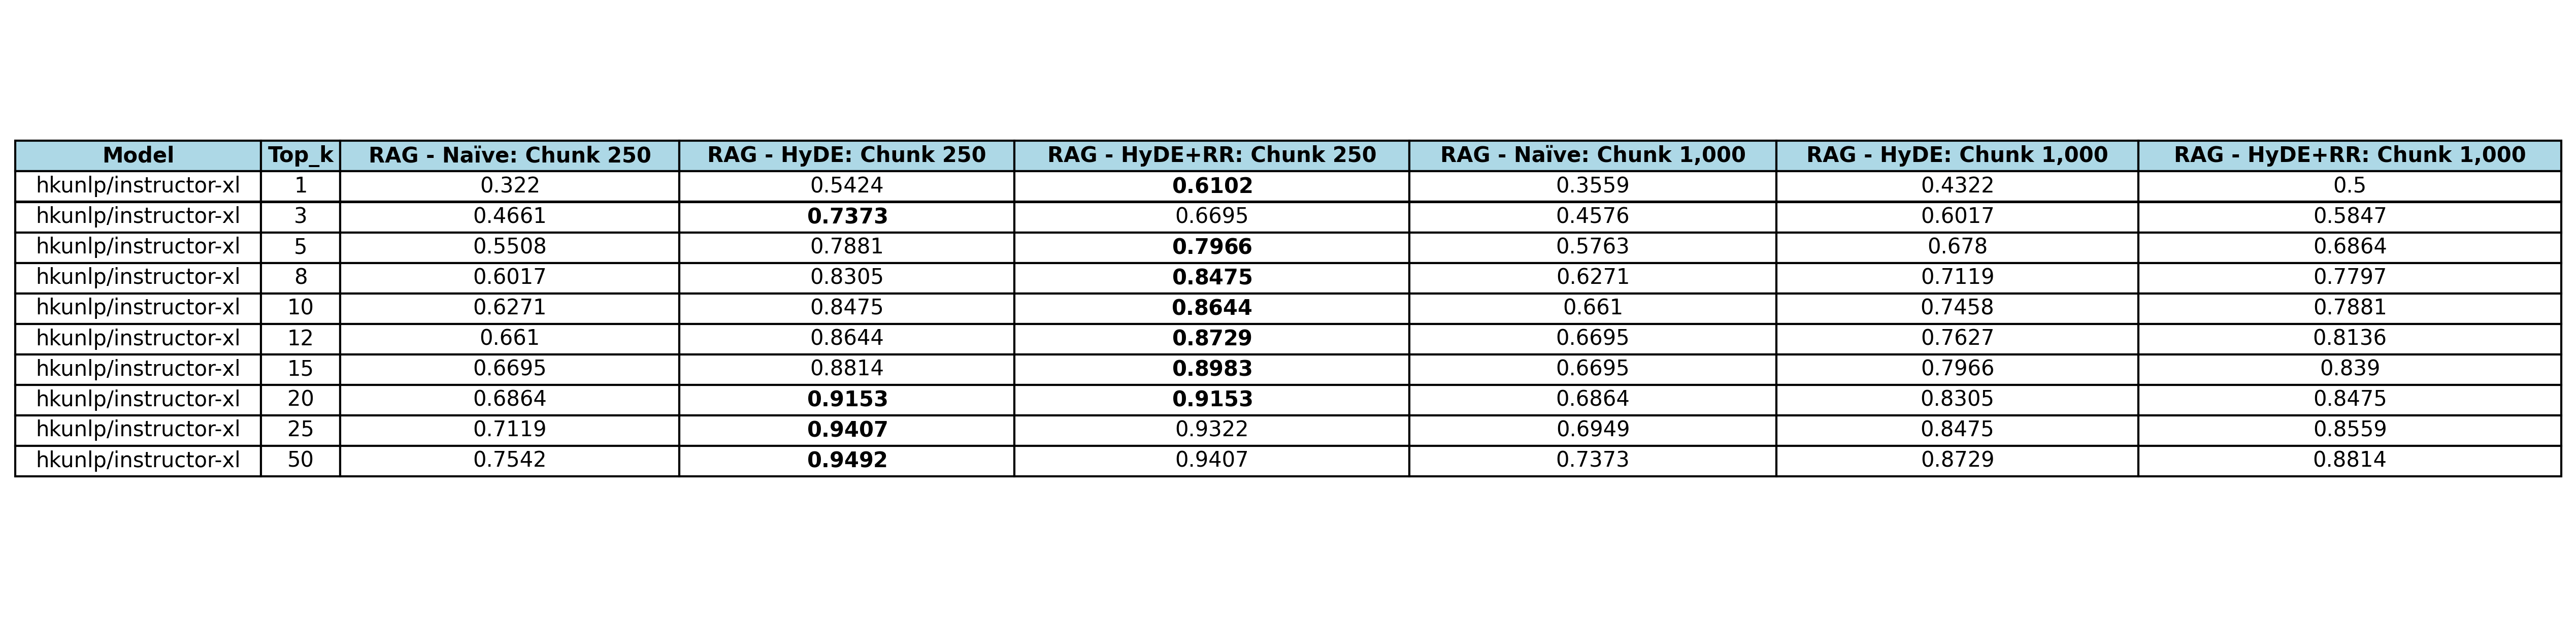 Model Top_k RAG - Naïve: Chunk 250 RAG - HyDE: Chunk 250 RAG - HyDE+RR: Chunk 250 RAG - Naïve: Chunk 1,000 RAG - HyDE: Chunk 1,000 RAG - HyDE+RR: Chunk 1,000
hkunlp/instructor-xl 1 0.322 0.5424 0.6102 0.3559 0.4322 0.5
hkunlp/instructor-xl 3 0.4661 0.7373 0.6695 0.4576 0.6017 0.5847
hkunlp/instructor-xl 5 0.5508 0.7881 0.7966 0.5763 0.678 0.6864
hkunlp/instructor-xl 8 0.6017 0.8305 0.8475 0.6271 0.7119 0.7797
hkunlp/instructor-xl 10 0.6271 0.8475 0.8644 0.661 0.7458 0.7881
hkunlp/instructor-xl 12 0.661 0.8644 0.8729 0.6695 0.7627 0.8136
hkunlp/instructor-xl 15 0.6695 0.8814 0.8983 0.6695 0.7966 0.839
hkunlp/instructor-xl 20 0.6864 0.9153 0.9153 0.6864 0.8305 0.8475
hkunlp/instructor-xl 25 0.7119 0.9407 0.9322 0.6949 0.8475 0.8559
hkunlp/instructor-xl 50 0.7542 0.9492 0.9407 0.7373 0.8729 0.8814